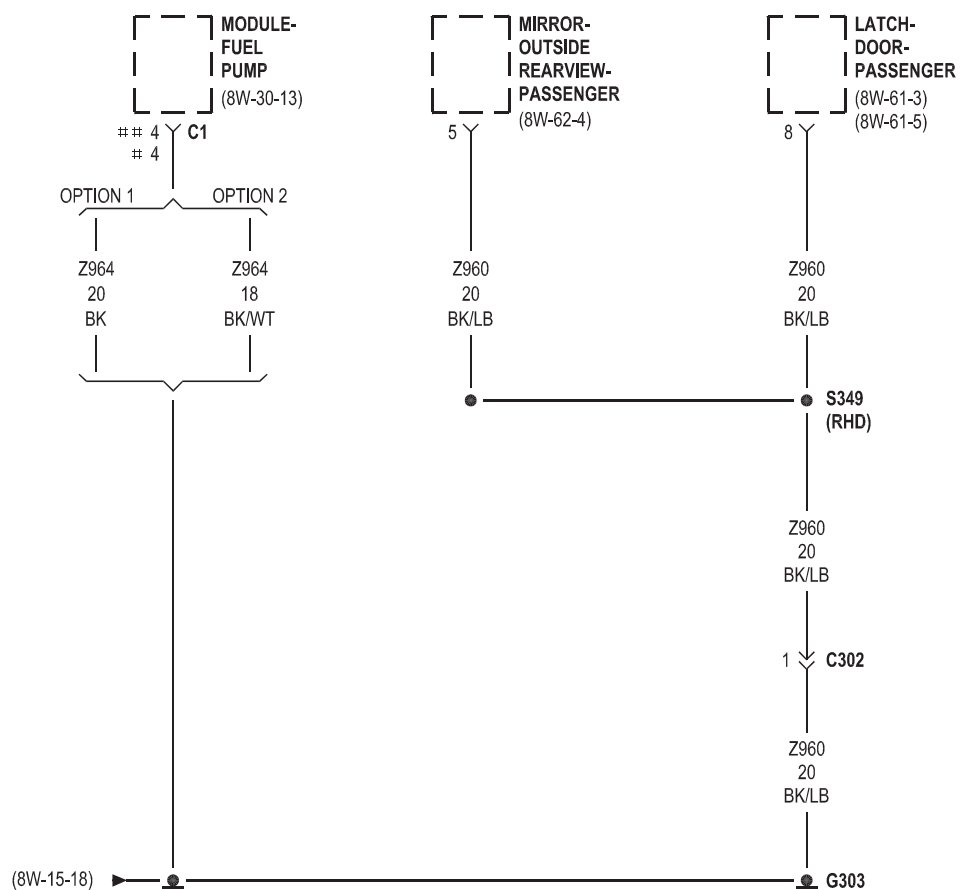 MODULE-
FUEL
PUMP
(8W-30-13)
## 4
C1
# 4
MIRROR-
OUTSIDE
REARVIEW-
PASSENGER
(8W-62-4)
5
LATCH-
DOOR-
PASSENGER
(8W-61-3)
(8W-61-5)
8
OPTION 1
OPTION 2
Z964
20
BK
Z964
18
BK/WT
Z960
20
BK/LB
Z960
20
BK/LB
S349
(RHD)
Z960
20
BK/LB
1
C302
Z960
20
BK/LB
(8W-15-18)
G303